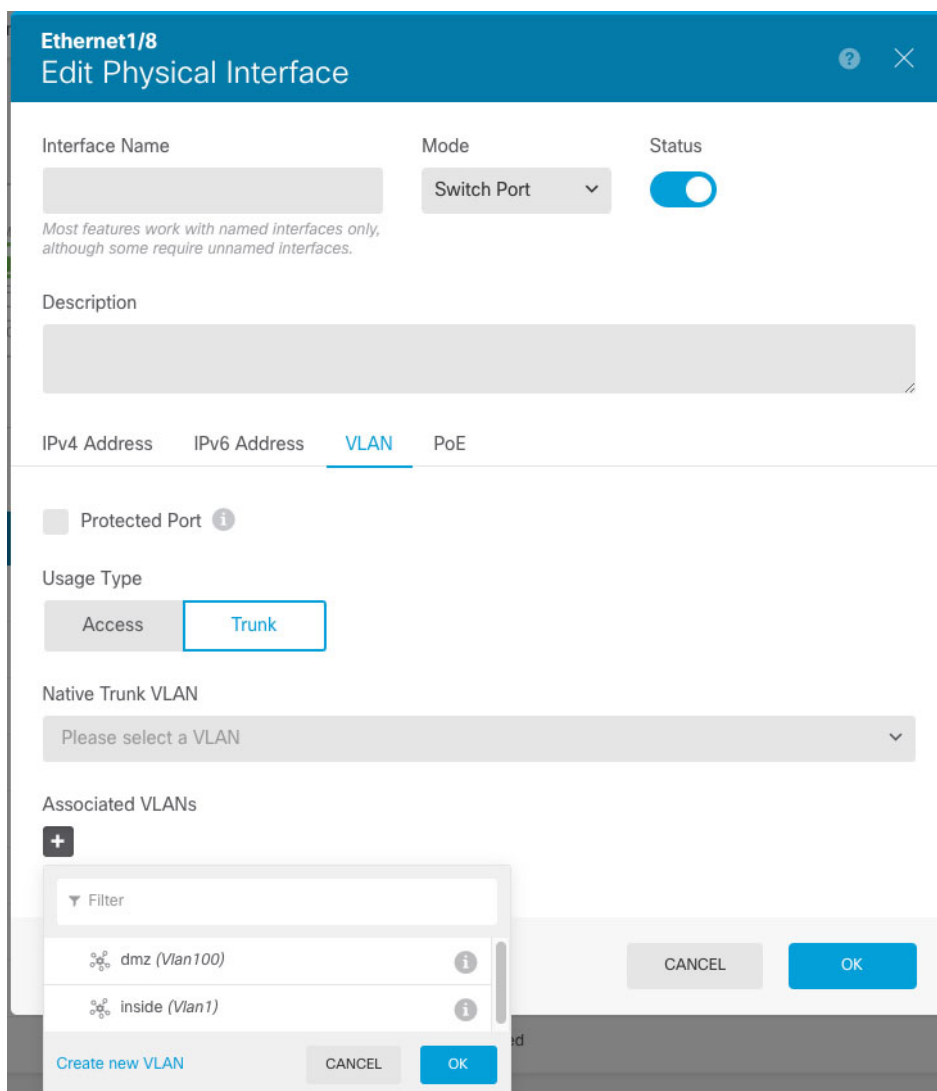 Ethernet1/8
Edit Physical Interface
Interface Name
Mode
Status
Switch Port
Most features work with named interfaces only,
although some require unnamed interfaces.
Description
IPv4 Address
IPv6 Address
VLAN
PoE
Protected Port
Usage Type
Access
Trunk
Native Trunk VLAN
Please select a VLAN
Associated VLANs
Filter
dmz (Vlan100)
inside (Vlan1)
CANCEL
OK
Create new VLAN
CANCEL
OK